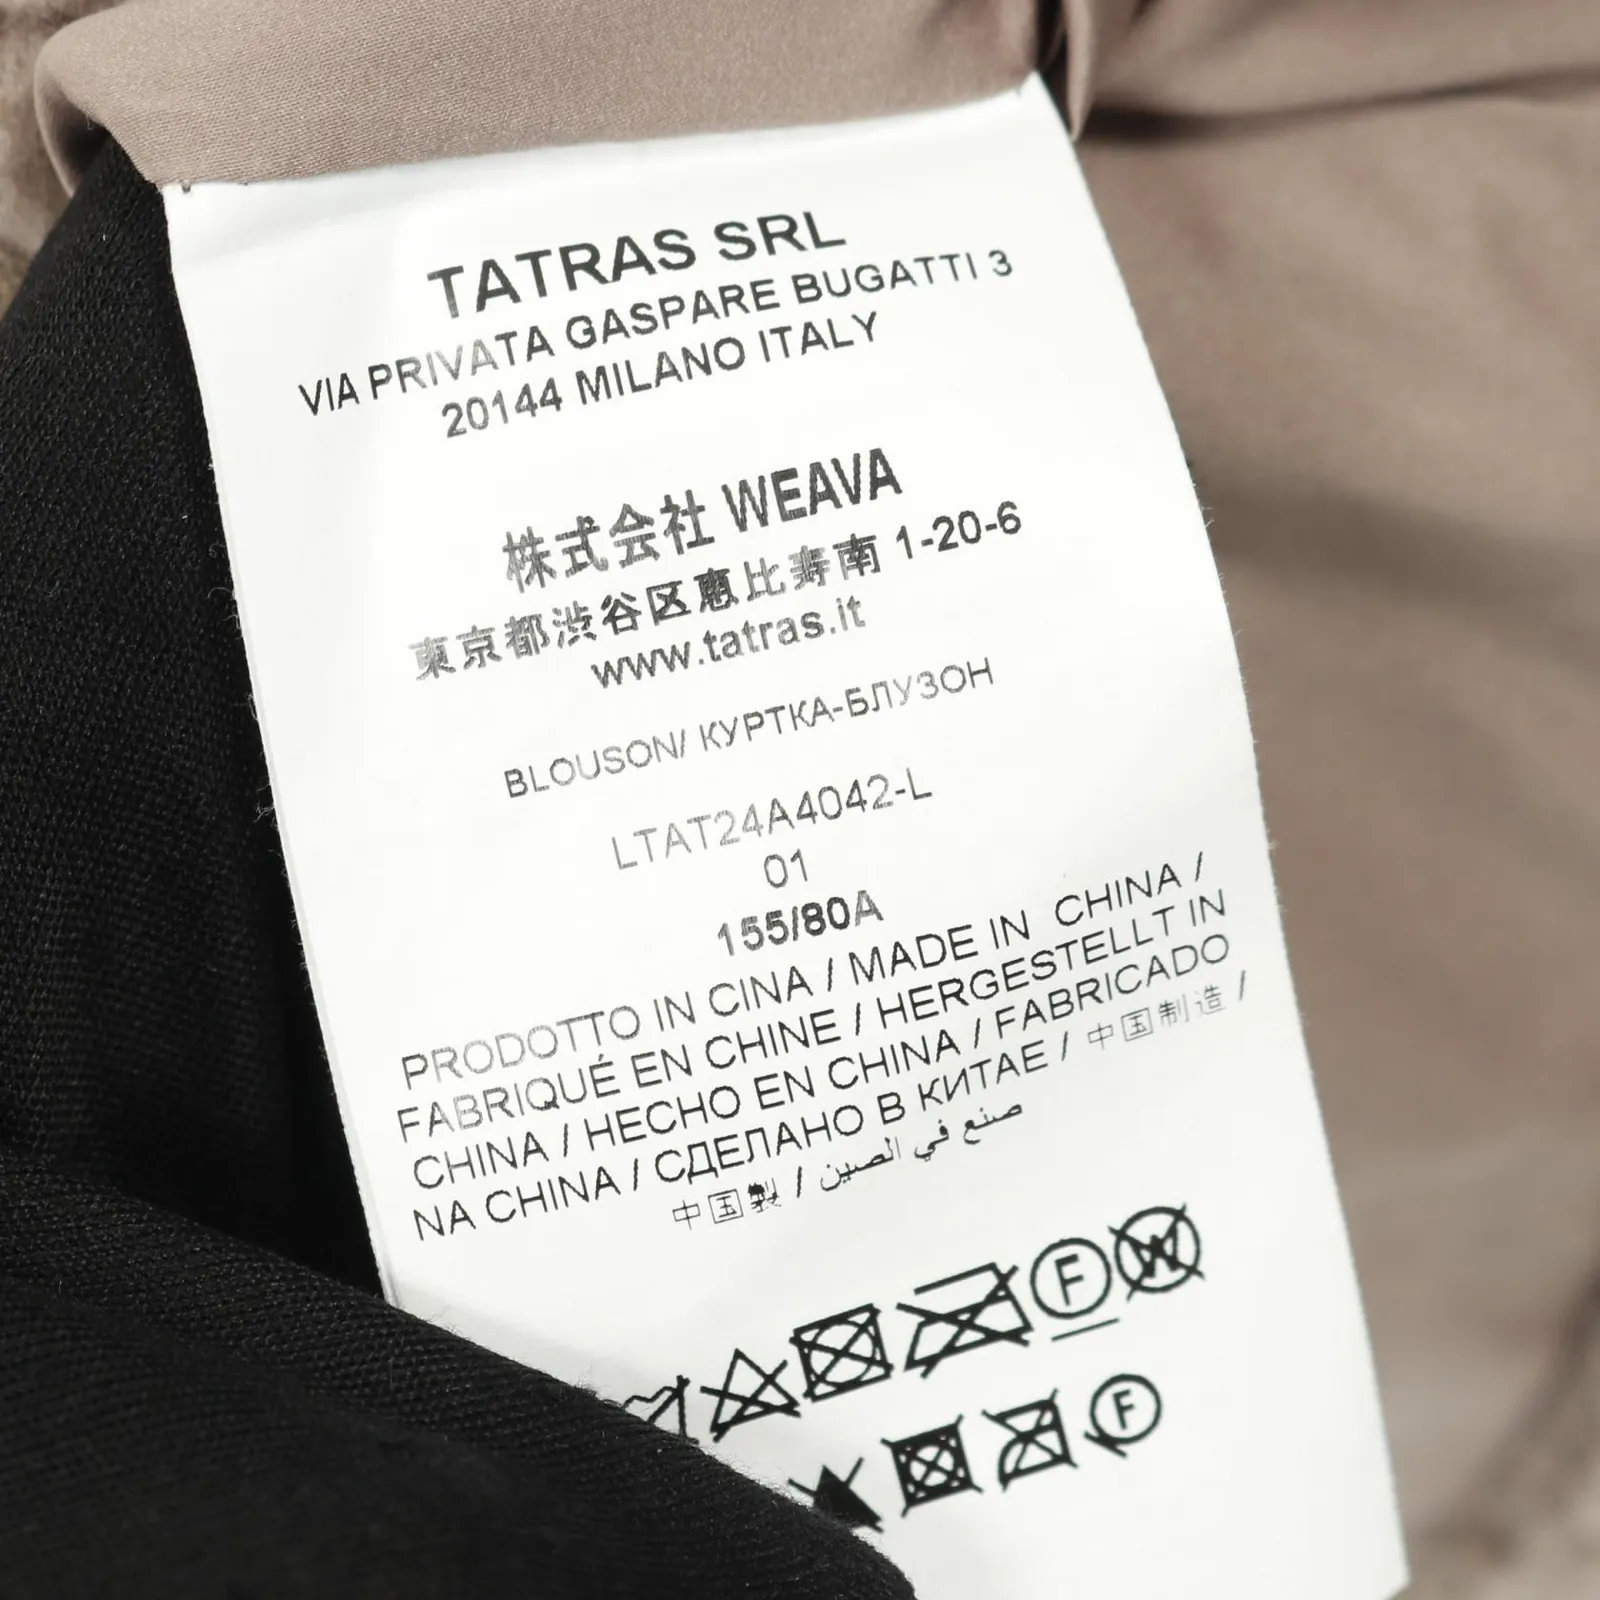 TATRAS SRL
VIA PRIVATA GASPARE BUGATTI 3
20144 MILANO ITALY
株式会社 WEAVA
東京都渋谷区恵比寿南 1-20-6
www.tatras.it
BLOUSON/ КУРТКА-БЛУЗОН
LTAT24A4042-L
01
155/80A
PRODOTTO IN CINA / MADE IN CHINA /
FABRIQUÉ EN CHINE / HERGESTELLT IN
CHINA / HECHO EN CHINA / FABRICADO
NA CHINA / СДЕЛАНО В КИТАЕ / 中国制造 /
中国製 / صنع في الصين
F W
F